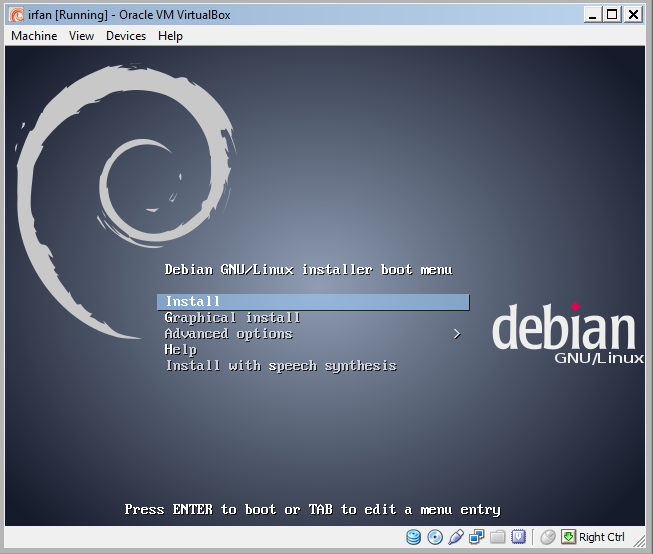 irfan [Running] - Oracle VM VirtualBox
Machine View Devices Help
Debian GNU/Linux installer boot menu
Install
Graphical install
Advanced options >
Help
Install with speech synthesis
debian
GNU/Linux
Press ENTER to boot or TAB to edit a menu entry
Right Ctrl